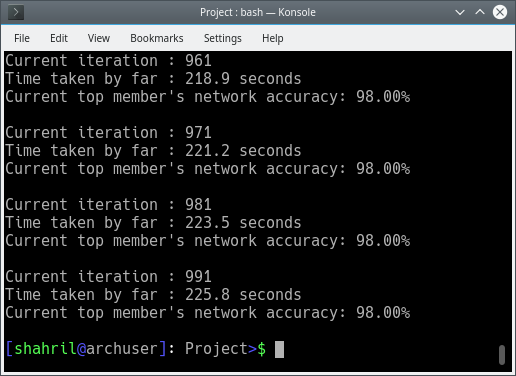 Project : bash — Konsole
File Edit View Bookmarks Settings Help
Current iteration : 961
Time taken by far : 218.9 seconds
Current top member's network accuracy: 98.00%
Current iteration : 971
Time taken by far : 221.2 seconds
Current top member's network accuracy: 98.00%
Current iteration : 981
Time taken by far : 223.5 seconds
Current top member's network accuracy: 98.00%
Current iteration : 991
Time taken by far : 225.8 seconds
Current top member's network accuracy: 98.00%
[shahril@archuser]: Project>$